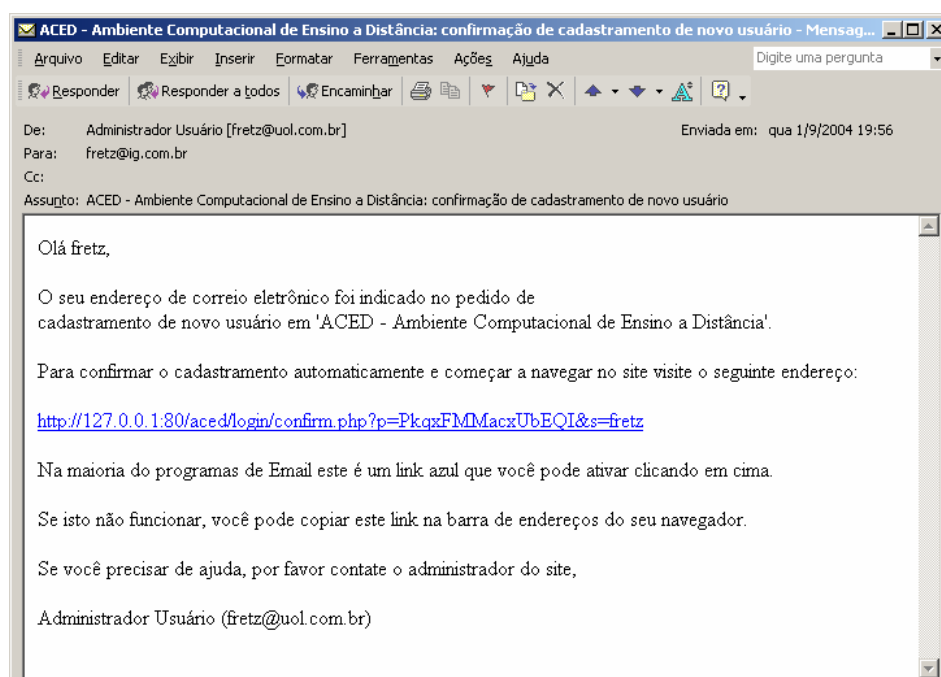 ACED - Ambiente Computacional de Ensino a Distância: confirmação de cadastramento de novo usuário - Mensag...
Arquivo Editar Exibir Inserir Formatar Ferramentas Ações Ajuda Digite uma pergunta
Responder Responder a todos Encaminhar
De: Administrador Usuário [fretz@uol.com.br] Enviada em: qua 1/9/2004 19:56
Para: fretz@ig.com.br
Cc:
Assunto: ACED - Ambiente Computacional de Ensino a Distância: confirmação de cadastramento de novo usuário
Olá fretz,
O seu endereço de correio eletrônico foi indicado no pedido de
cadastramento de novo usuário em 'ACED - Ambiente Computacional de Ensino a Distância'.
Para confirmar o cadastramento automaticamente e começar a navegar no site visite o seguinte endereço:
http://127.0.0.1:80/aced/login/confirm.php?p=PkqxFMMacxUbEQI&s=fretz
Na maioria do programas de Email este é um link azul que você pode ativar clicando em cima.
Se isto não funcionar, você pode copiar este link na barra de endereços do seu navegador.
Se você precisar de ajuda, por favor contate o administrador do site,
Administrador Usuário (fretz@uol.com.br)